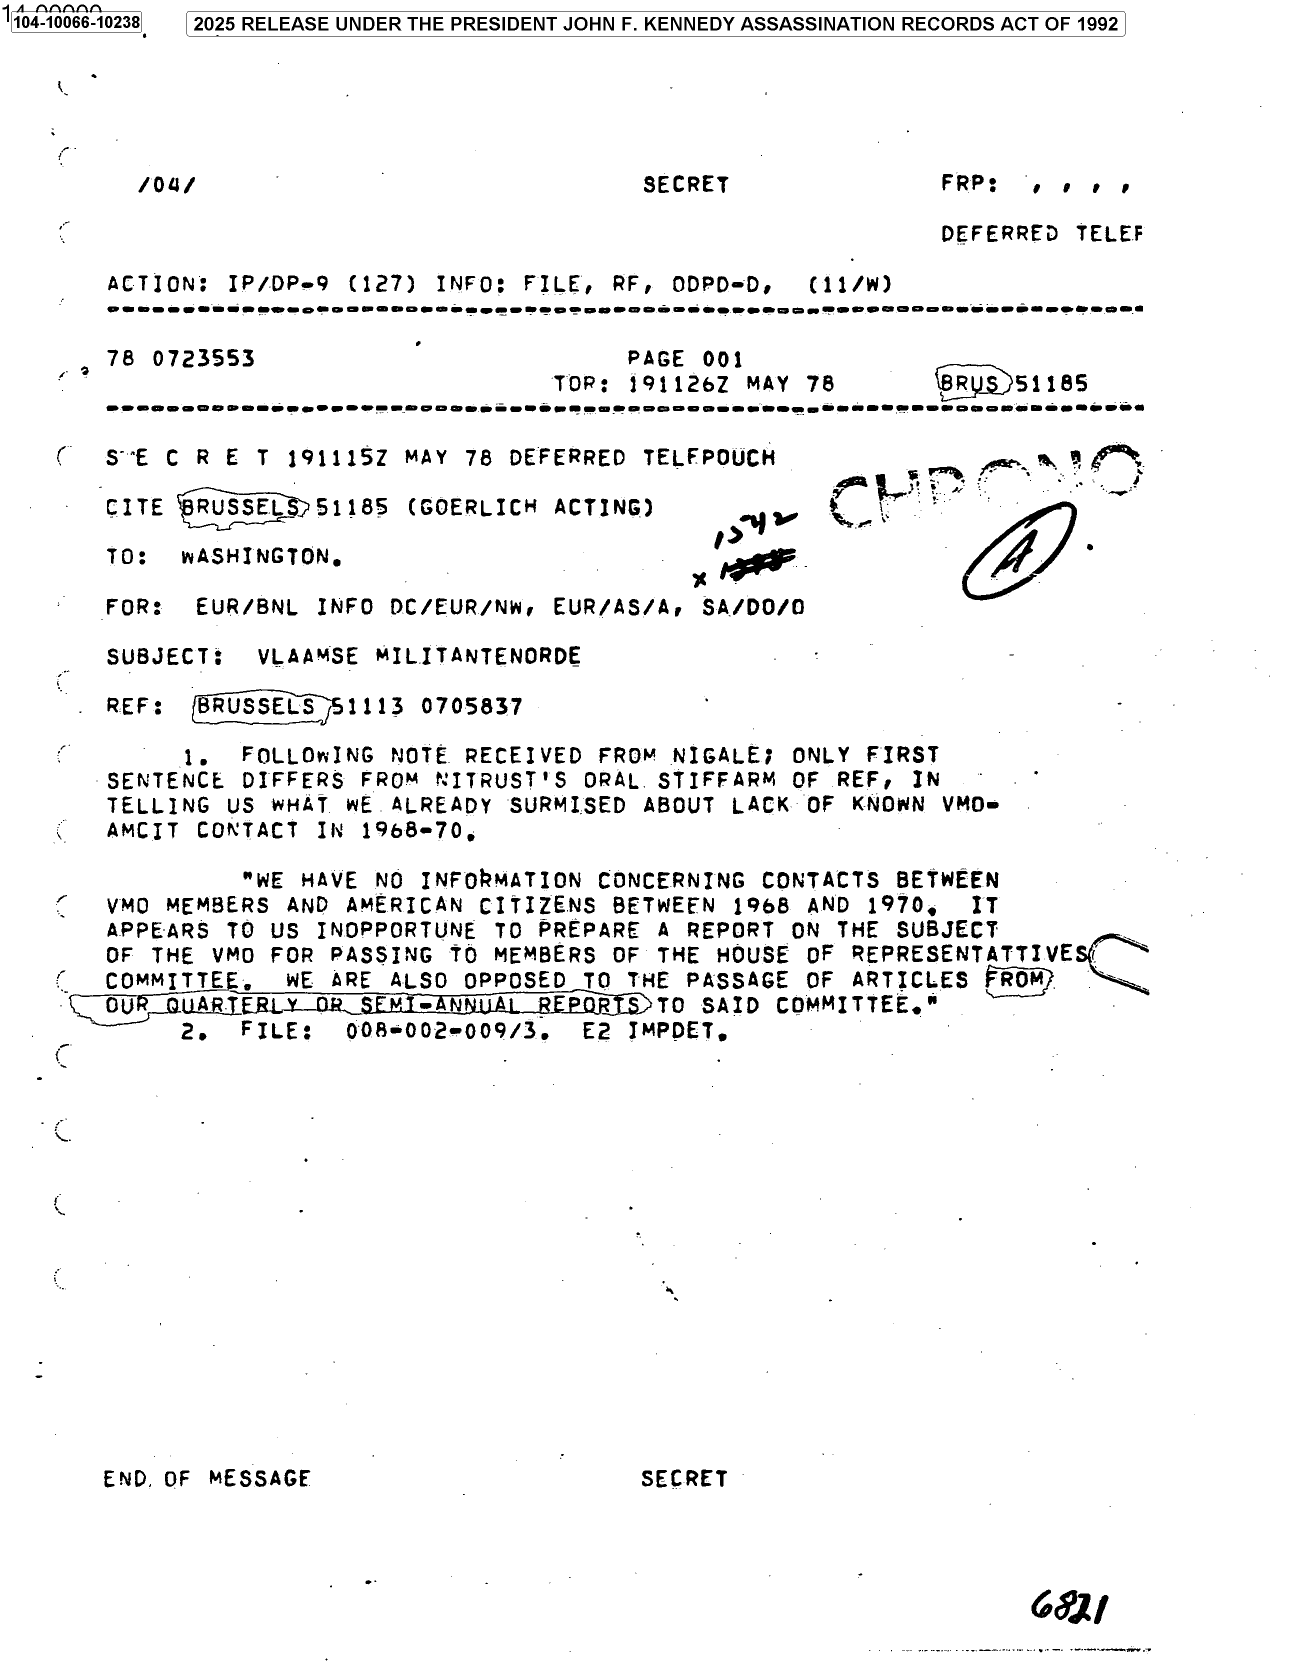 104-10066-10238
2025 RELEASE UNDER THE PRESIDENT JOHN F. KENNEDY ASSASSINATION RECORDS ACT OF 1992
/04/ SECRET FRP: , , , ,
DEFERRED TELEF
ACTION: IP/DP-9 (127) INFO: FILE, RF, ODPD-D, (11/W)
78 0723553 PAGE 001
TOR: 191126Z MAY 78 BRUS 51185
S E C R E T 191115Z MAY 78 DEFERRED TELEPOUCH
CHRONO
CITE BRUSSELS 51185 (GOERLICH ACTING)
1542
A
TO: WASHINGTON.
x
FOR: EUR/BNL INFO DC/EUR/NW, EUR/AS/A, SA/DO/O
SUBJECT: VLAAMSE MILITANTENORDE
REF: BRUSSELS 51113 0705837
1. FOLLOWING NOTE RECEIVED FROM NIGALE; ONLY FIRST
SENTENCE DIFFERS FROM NITRUST'S ORAL STIFFARM OF REF, IN
TELLING US WHAT WE ALREADY SURMISED ABOUT LACK OF KNOWN VMO-
AMCIT CONTACT IN 1968-70.
"WE HAVE NO INFORMATION CONCERNING CONTACTS BETWEEN
VMO MEMBERS AND AMERICAN CITIZENS BETWEEN 1968 AND 1970. IT
APPEARS TO US INOPPORTUNE TO PREPARE A REPORT ON THE SUBJECT
OF THE VMO FOR PASSING TO MEMBERS OF THE HOUSE OF REPRESENTATTIVES
COMMITTEE. WE ARE ALSO OPPOSED TO THE PASSAGE OF ARTICLES FROM
OUR QUARTERLY OR SEMI-ANNUAL REPORTS TO SAID COMMITTEE."
2. FILE: 008-002-009/3. E2 IMPDET.
END OF MESSAGE SECRET
6821